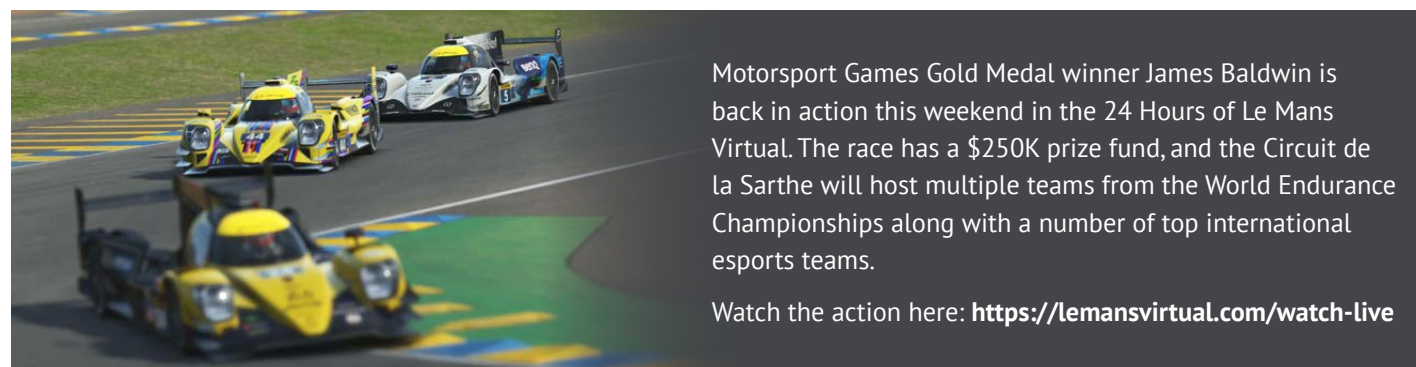 44
5
BenQ
Motorsport Games Gold Medal winner James Baldwin is
back in action this weekend in the 24 Hours of Le Mans
Virtual. The race has a $250K prize fund, and the Circuit de
la Sarthe will host multiple teams from the World Endurance
Championships along with a number of top international
esports teams.
Watch the action here: https://lemansvirtual.com/watch-live